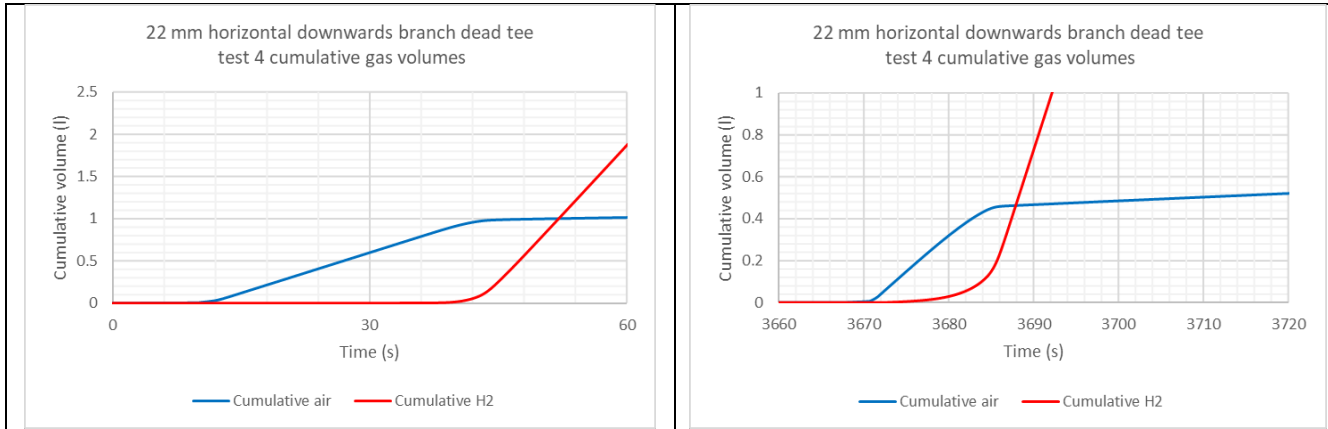 22 mm horizontal downwards branch dead tee
test 4 cumulative gas volumes
Cumulative volume (l)
2.5
2
1.5
1
0.5
0
0 30 60
Time (s)
Cumulative air Cumulative H2
22 mm horizontal downwards branch dead tee
test 4 cumulative gas volumes
Cumulative volume (l)
1
0.8
0.6
0.4
0.2
0
3660 3670 3680 3690 3700 3710 3720
Time (s)
Cumulative air Cumulative H2